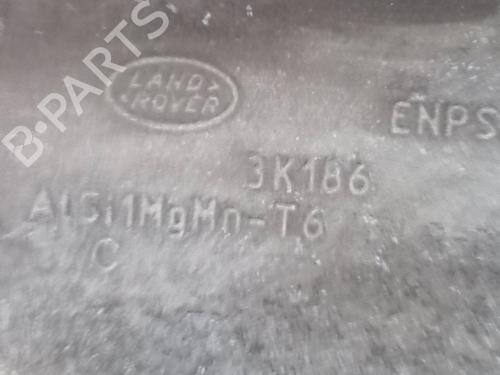 B-PARTS
LAND
ROVER
ENPS
3K186
AlSi1MgMn-T6
C